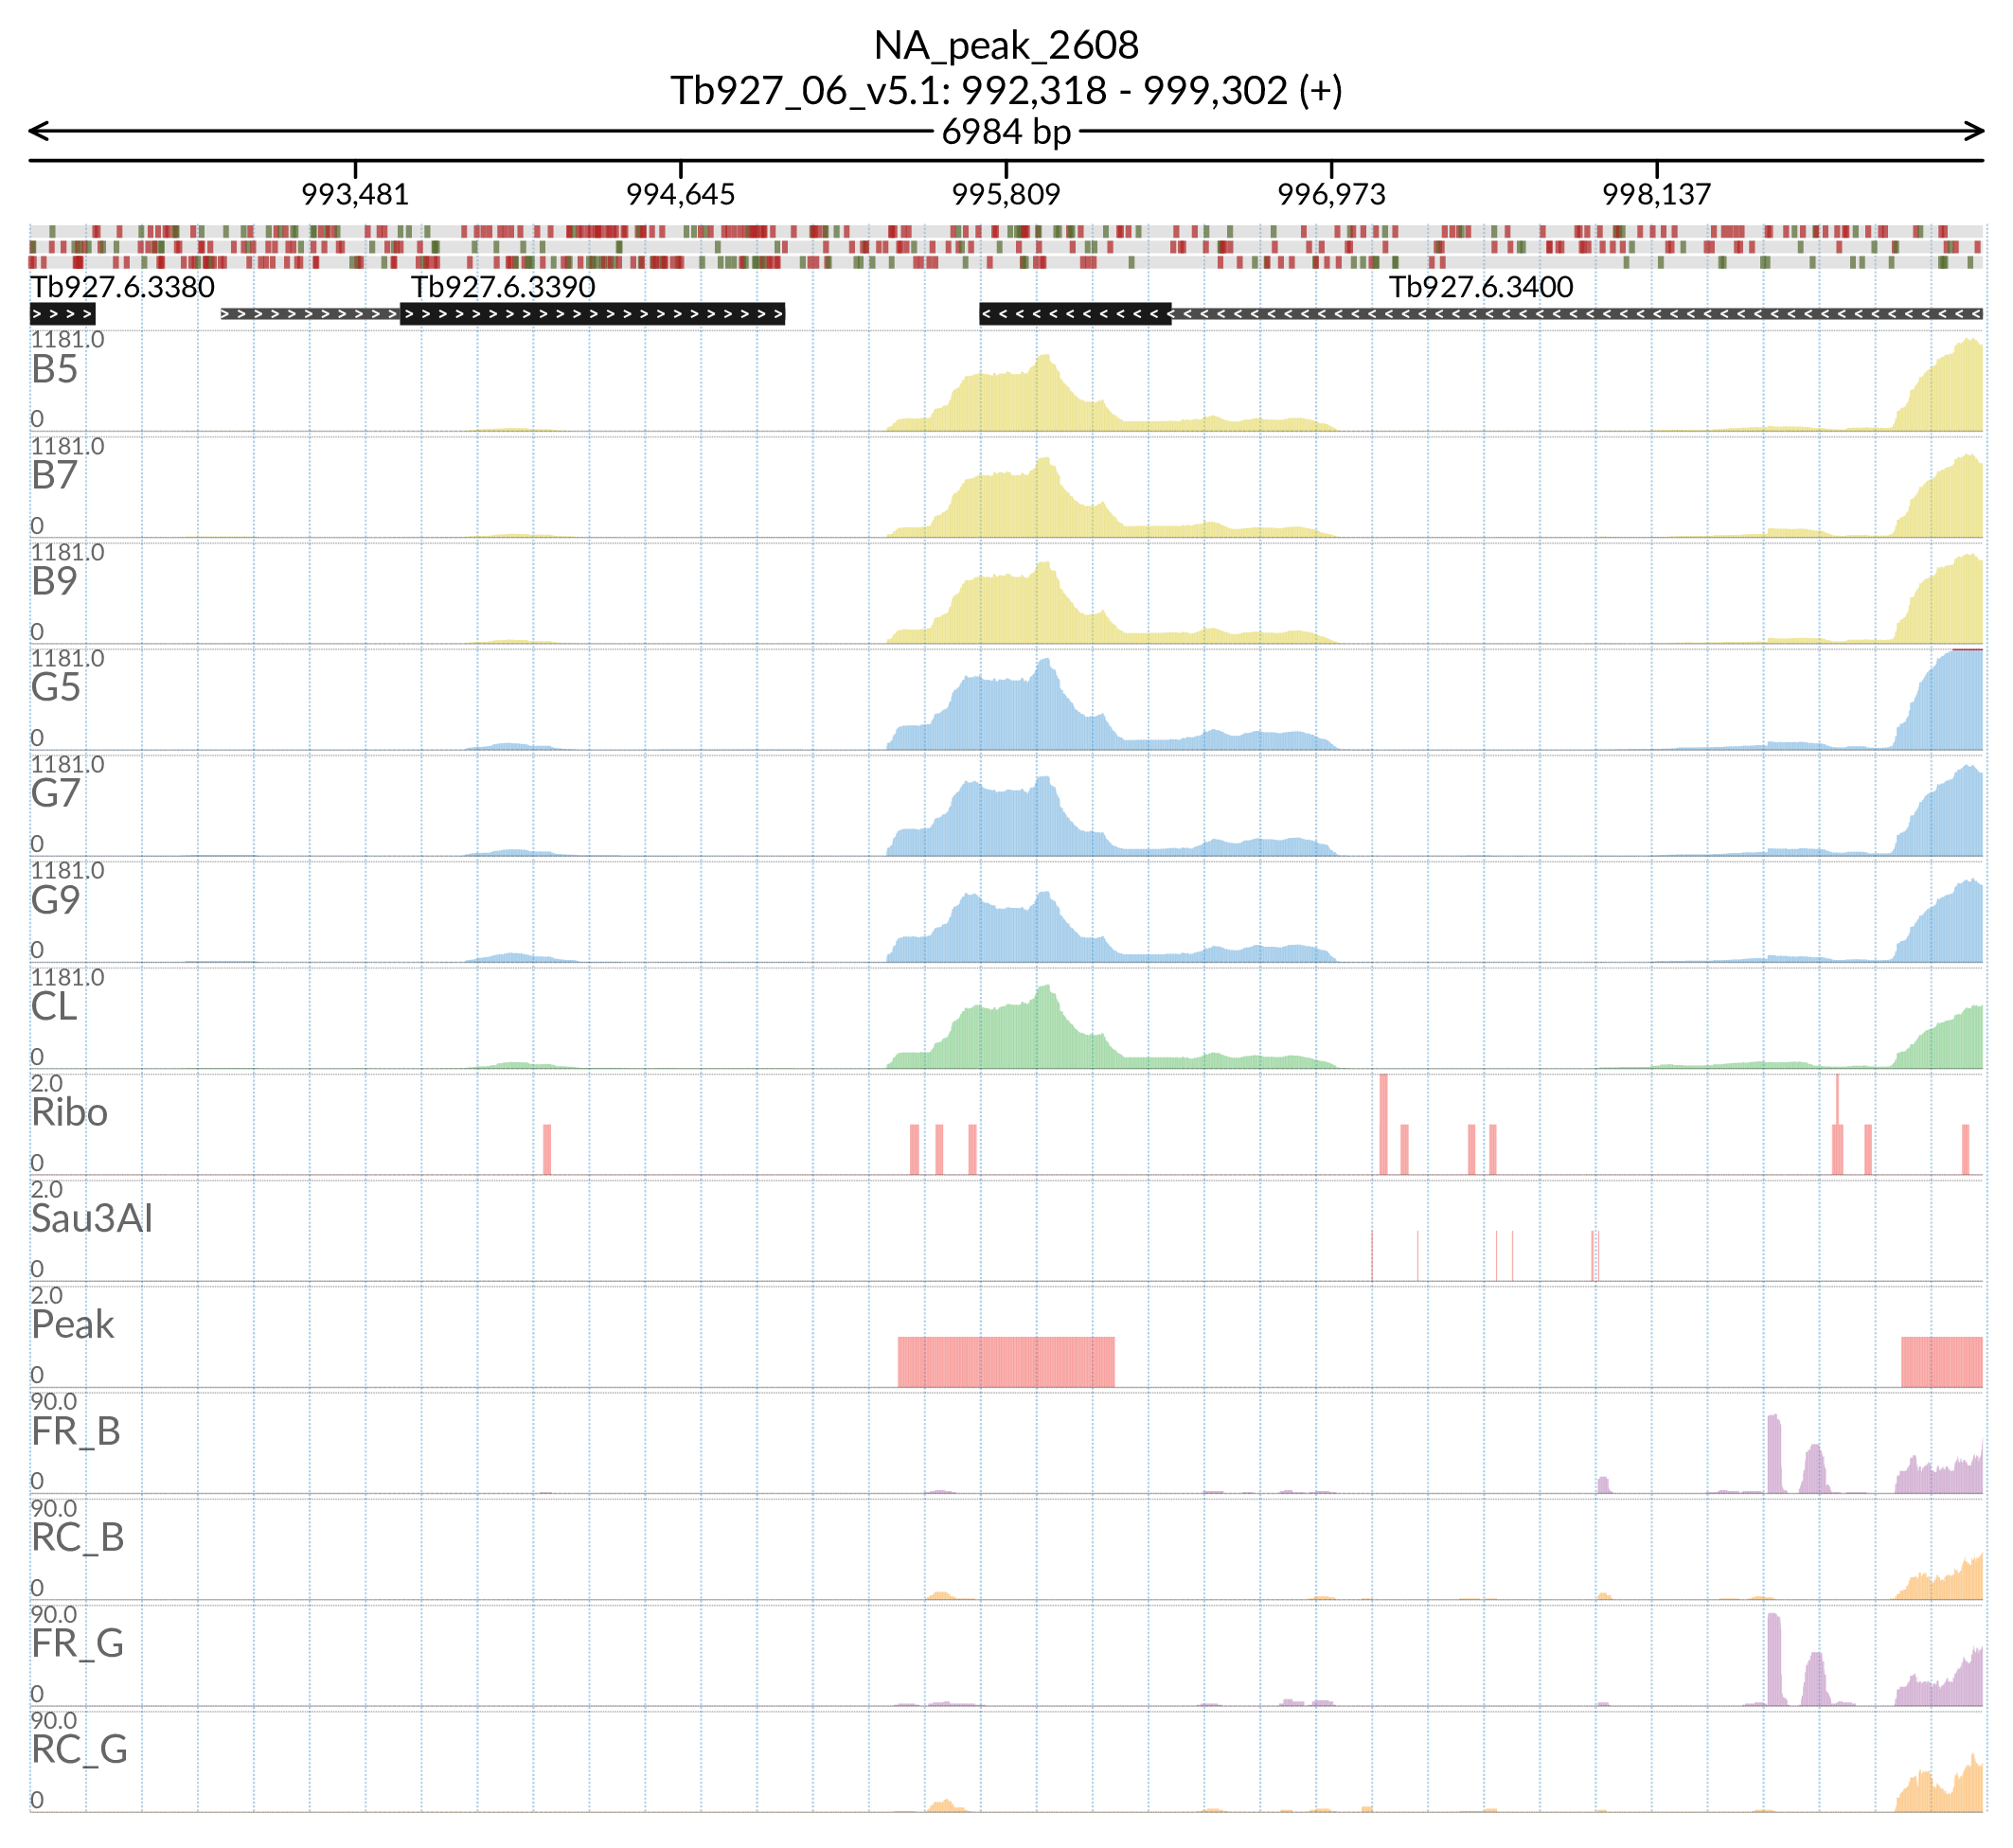 NA_peak_2608
Tb927_06_v5.1: 992,318 - 999,302 (+)
6984 bp
993,481 994,645 995,809 996,973 998,137
Tb927.6.3380 Tb927.6.3390 Tb927.6.3400
1181.0
B5
0
1181.0
B7
0
1181.0
B9
0
1181.0
G5
0
1181.0
G7
0
1181.0
G9
0
1181.0
CL
0
2.0
Ribo
0
2.0
Sau3AI
0
2.0
Peak
0
90.0
FR_B
0
90.0
RC_B
0
90.0
FR_G
0
90.0
RC_G
0